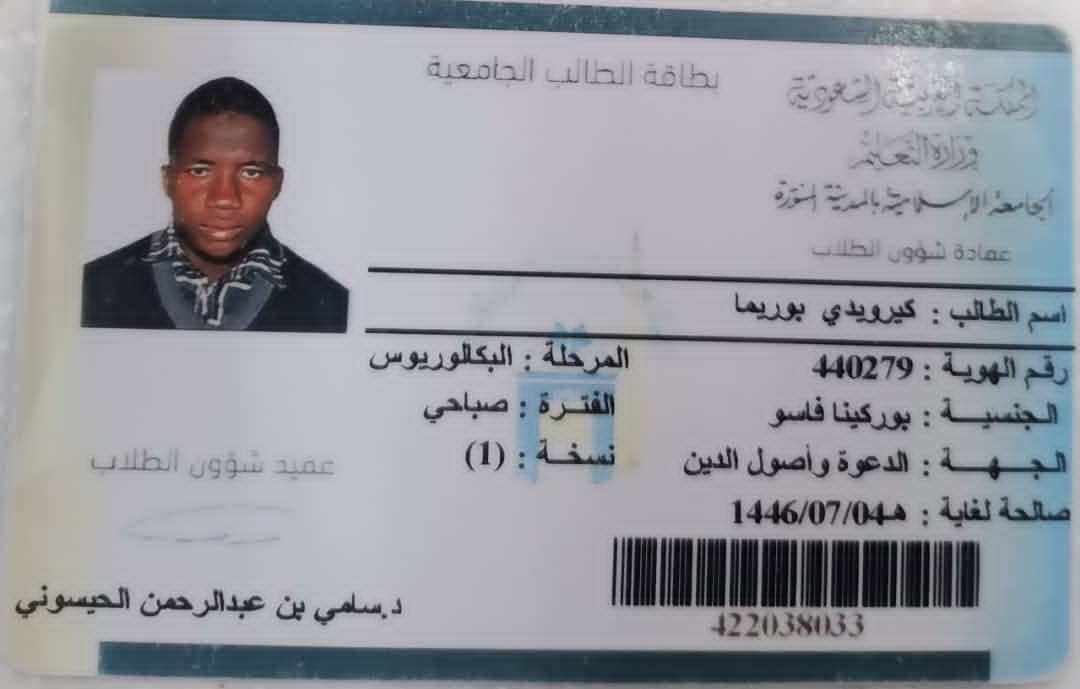 بطاقة الطالب الجامعية
المملكة العربية السعودية
وزارة التعليم
الجامعة الإسلامية بالمدينة المنورة
عمادة شؤون الطلاب
اسم الطالب : كيرويدي بوريما
رقم الهوية : 440279
المرحلة : البكالوريوس
الجنسية : بوركينا فاسو
الفترة : صباحي
الجهة : الدعوة وأصول الدين
نسخة : (1)
صالحة لغاية : 1446/07/04هـ
عميد شؤون الطلاب
د.سامي بن عبدالرحمن الحيسوني
422038033